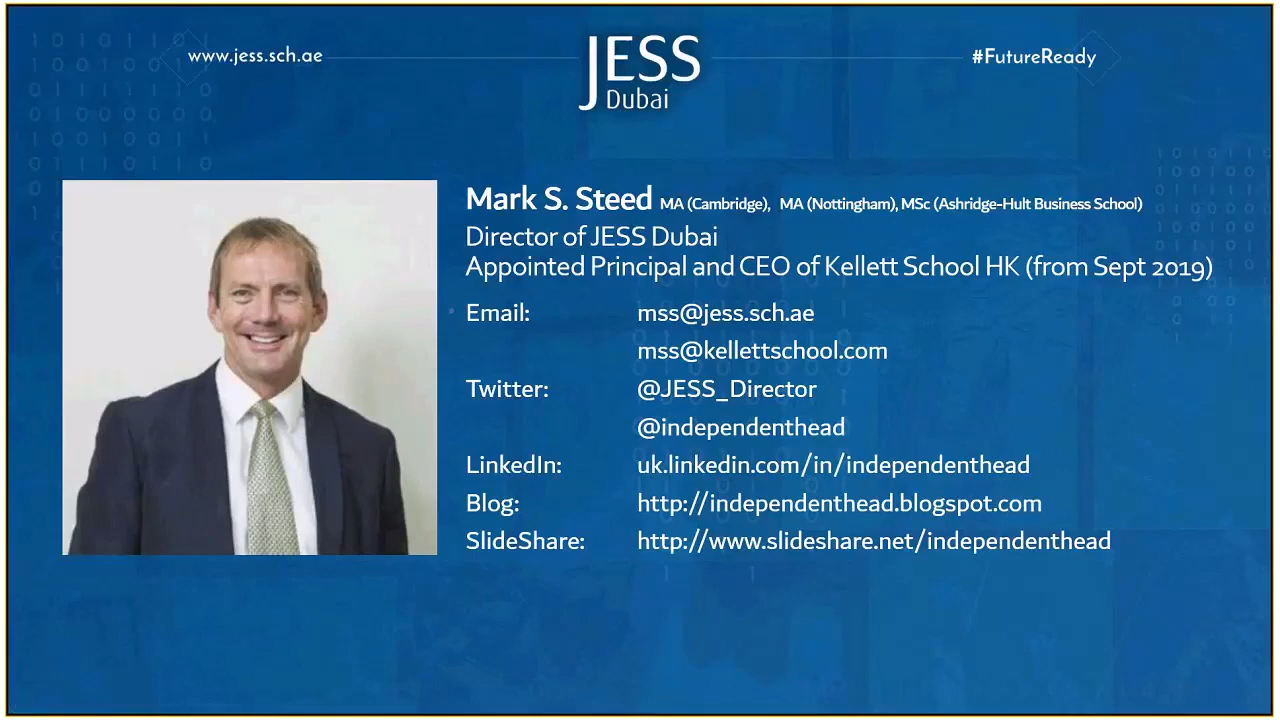 www.jess.sch.ae
JESS
Dubai
#FutureReady
Mark S. Steed MA (Cambridge), MA (Nottingham), MSc (Ashridge-Hult Business School)
Director of JESS Dubai
Appointed Principal and CEO of Kellett School HK (from Sept 2019)
Email: mss@jess.sch.ae
mss@kellettschool.com
Twitter: @JESS_Director
@independenthead
LinkedIn: uk.linkedin.com/in/independenthead
Blog: http://independenthead.blogspot.com
SlideShare: http://www.slideshare.net/independenthead